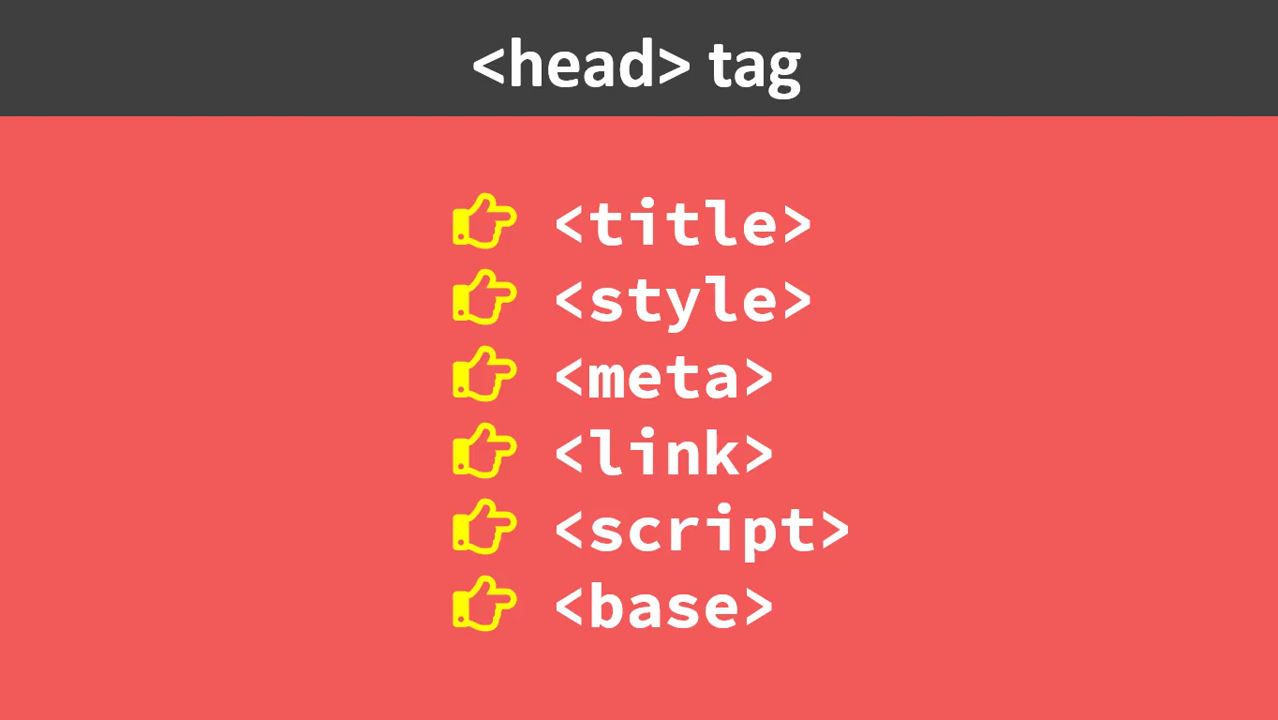 <head> tag
<title>
<style>
<meta>
<link>
<script>
<base>